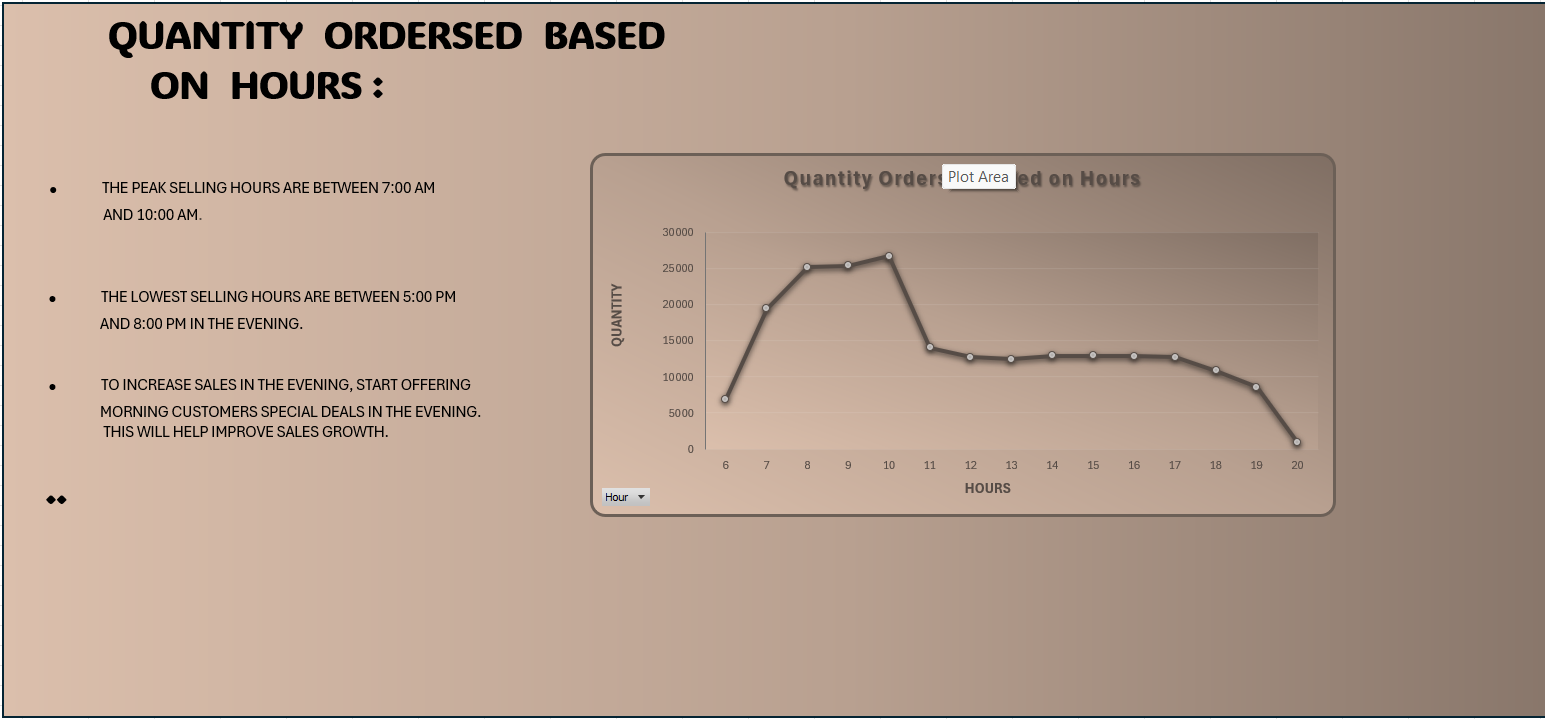 QUANTITY ORDERSED BASED
ON HOURS :
• THE PEAK SELLING HOURS ARE BETWEEN 7:00 AM
AND 10:00 AM.
• THE LOWEST SELLING HOURS ARE BETWEEN 5:00 PM
AND 8:00 PM IN THE EVENING.
• TO INCREASE SALES IN THE EVENING, START OFFERING
MORNING CUSTOMERS SPECIAL DEALS IN THE EVENING.
THIS WILL HELP IMPROVE SALES GROWTH.
Quantity Plot Area on Hours
30000
25000
20000
15000
10000
5000
0
QUANTITY
6 7 8 9 10 11 12 13 14 15 16 17 18 19 20
HOURS
Hour